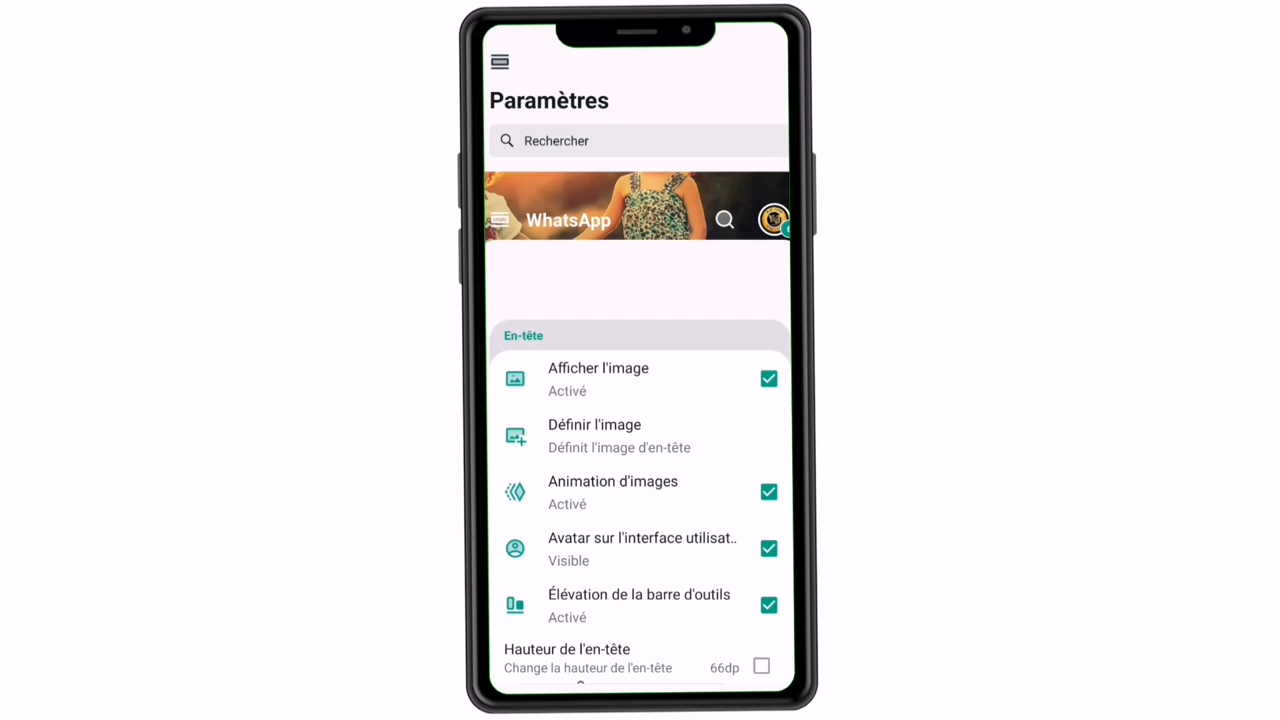 Paramètres
Rechercher
WhatsApp
En-tête
Afficher l'image
Activé
Définir l'image
Définit l'image d'en-tête
Animation d'images
Activé
Avatar sur l'interface utilisat..
Visible
Élévation de la barre d'outils
Activé
Hauteur de l'en-tête
Change la hauteur de l'en-tête 66dp